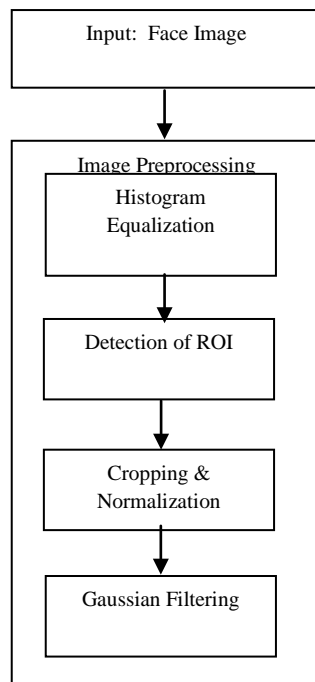 Input: Face Image
Image Preprocessing
Histogram
Equalization
Detection of ROI
Cropping &
Normalization
Gaussian Filtering